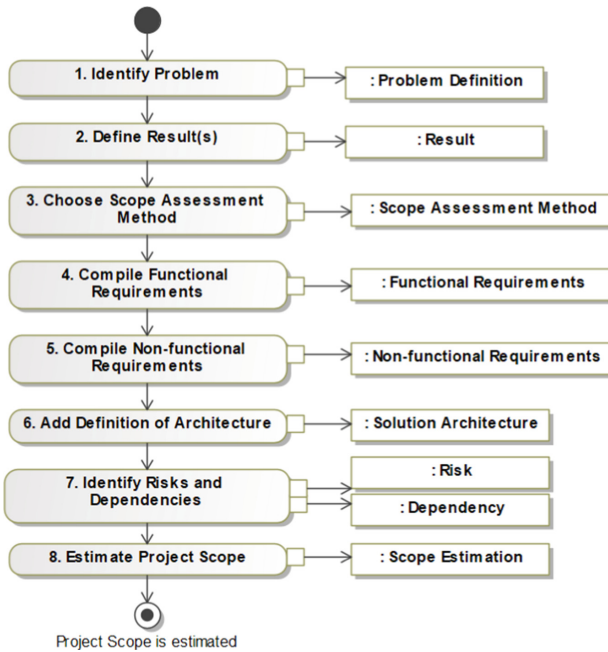 1. Identify Problem
: Problem Definition
2. Define Result(s)
: Result
3. Choose Scope Assessment
Method
: Scope Assessment Method
4. Compile Functional
Requirements
: Functional Requirements
5. Compile Non-functional
Requirements
: Non-functional Requirements
6. Add Definition of Architecture
: Solution Architecture
7. Identify Risks and
Dependencies
: Risk
: Dependency
8. Estimate Project Scope
: Scope Estimation
Project Scope is estimated